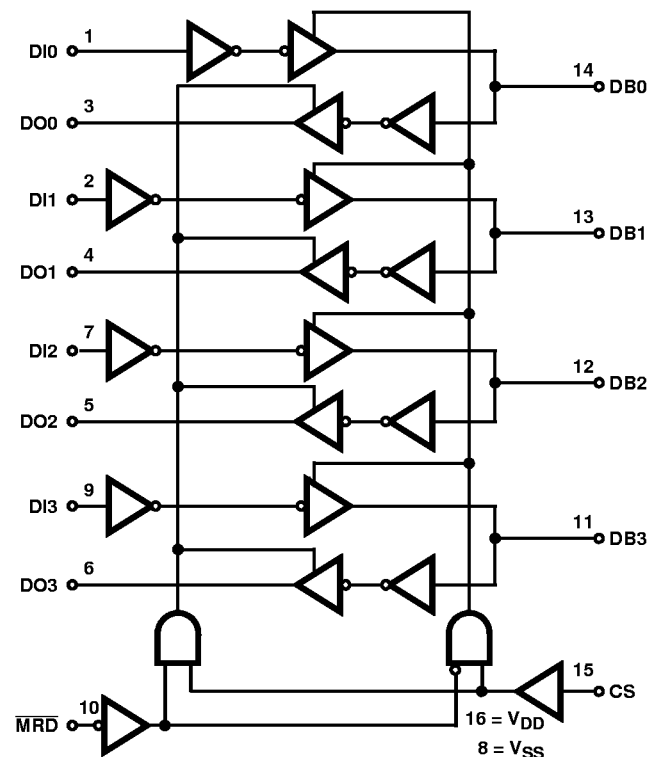 DI0 1
14 DB0
DO0 3
DI1 2
13 DB1
DO1 4
DI2 7
12 DB2
DO2 5
DI3 9
11 DB3
DO3 6
15 CS
MRD 10
16 = VDD
8 = VSS